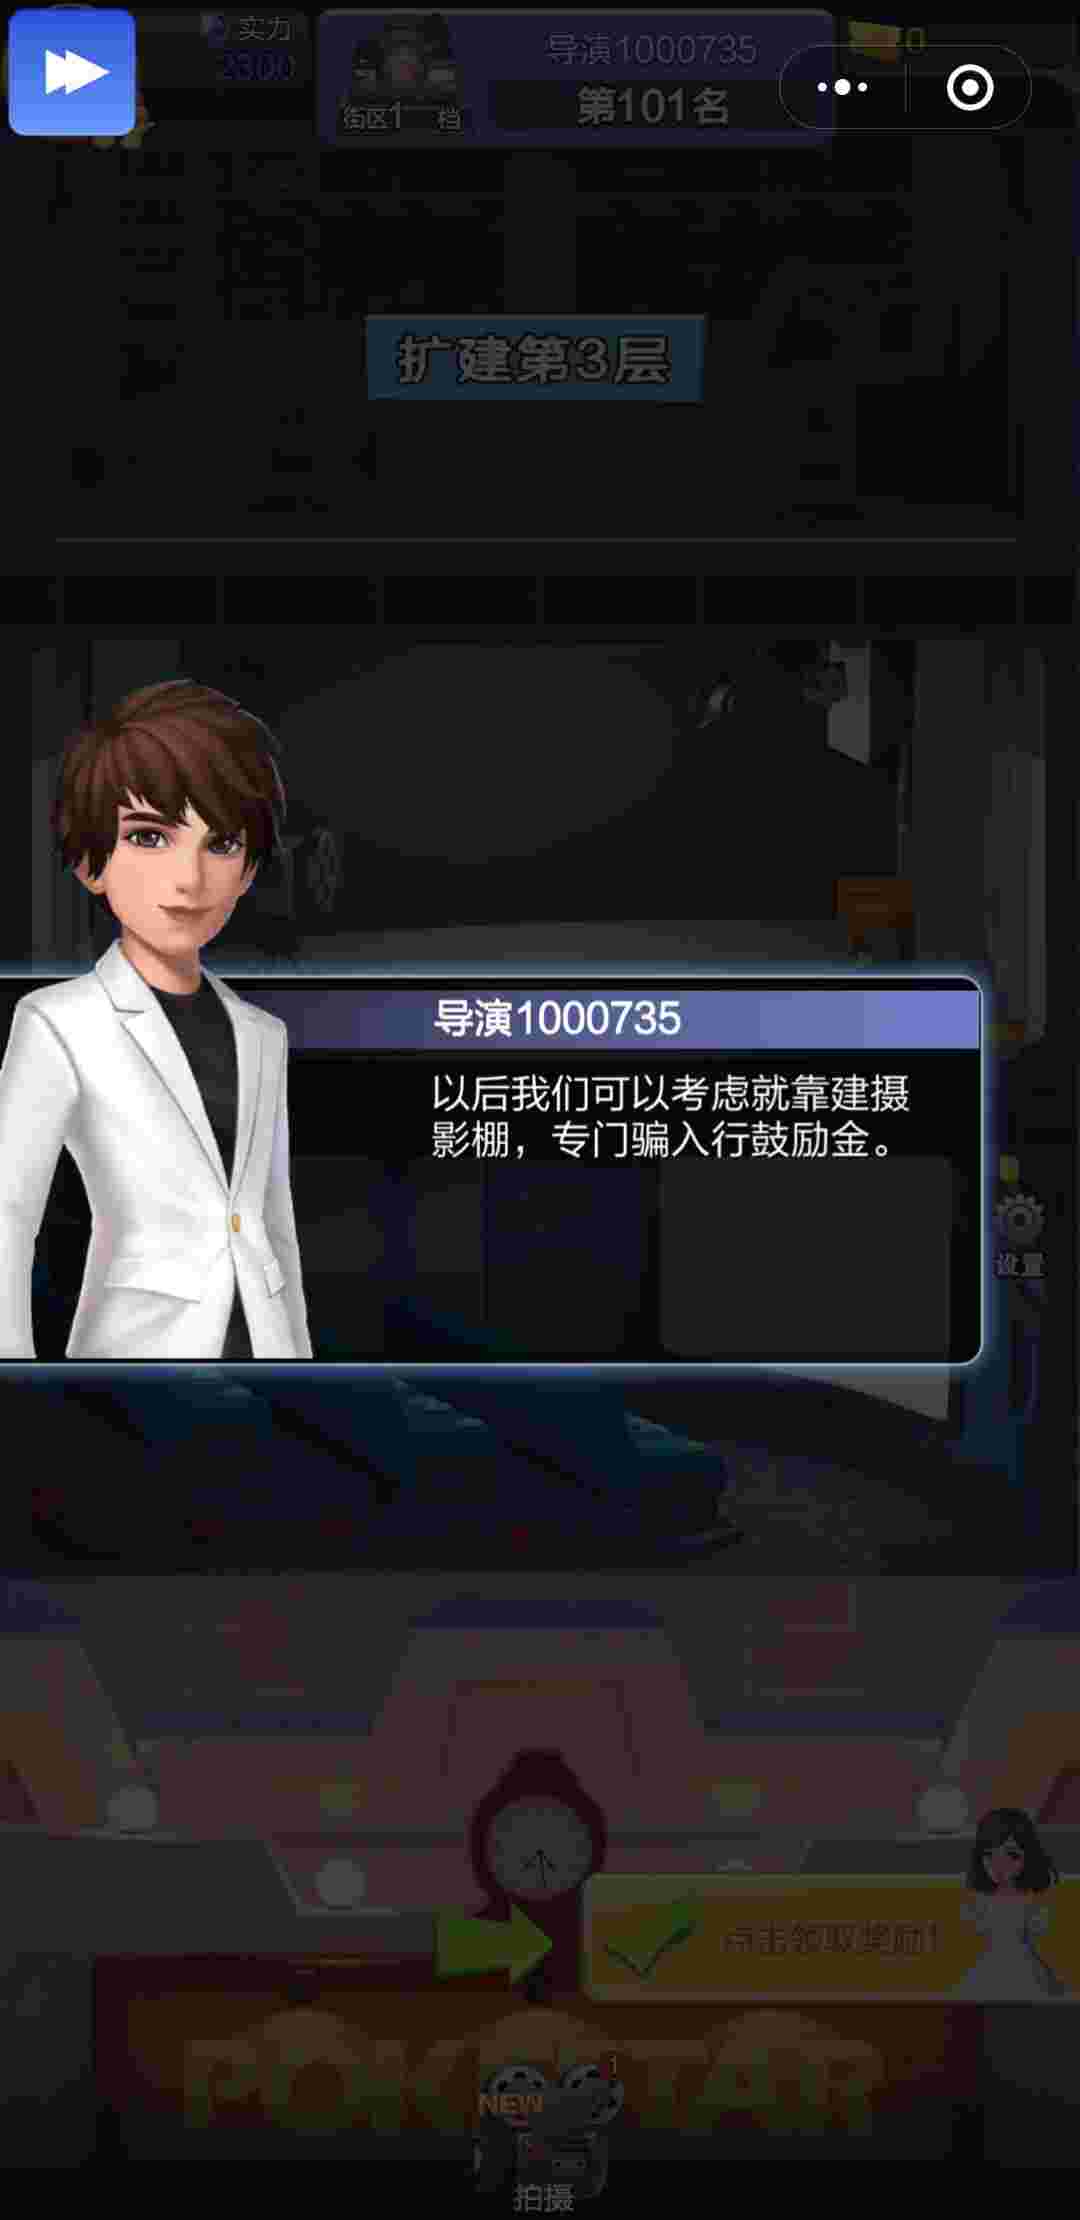 实力
2300
导演1000735
0
街区1 档
第101名
扩建第3层
导演1000735
以后我们可以考虑就靠建摄
影棚，专门骗入行鼓励金。
设置
点击领取奖励！
1
NEW
拍摄